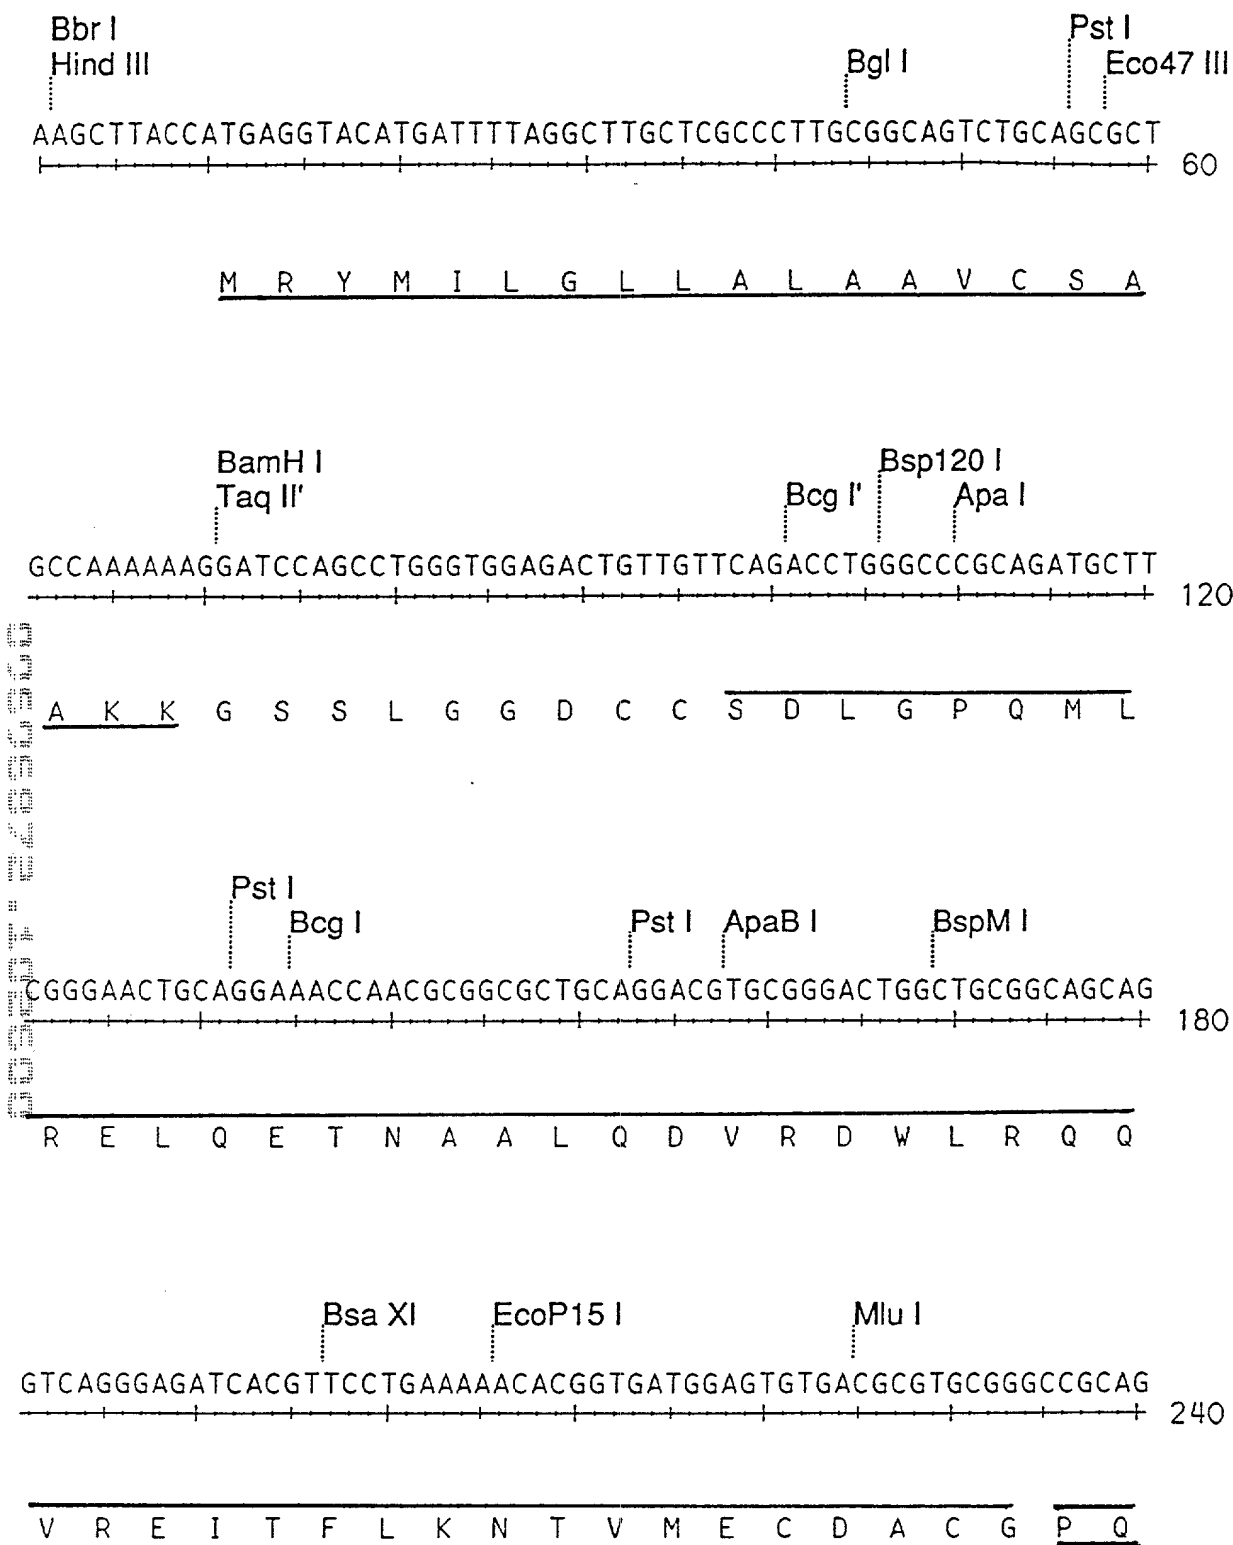 Bbr I
Hind III
Bgl I
Pst I
Eco47 III
AAGCTTACCATGAGGTACATGATTTTAGGCTTGCTCGCCCTTGCGGCAGTCTGCAGCGCT
60
M R Y M I L G L L A L A A V C S A
BamH I
Taq II'
Bcg I'
Bsp120 I
Apa I
GCCAAAAAAGGATCCAGCCTGGGTGGAGACTGTTGTTCAGACCTGGGCCCGCAGATGCTT
120
A K K G S S L G G D C C S D L G P Q M L
Pst I
Bcg I
Pst I
ApaB I
BspM I
CGGGAACTGCAGGAAACCAACGCGGCGCTGCAGGACGTGCGGGACTGGCTGCGGCAGCAG
180
R E L Q E T N A A L Q D V R D W L R Q Q
Bsa XI
EcoP15 I
Mlu I
GTCAGGGAGATCACGTTCCTGAAAAACACGGTGATGGAGTGTGACGCGTGCGGGCCGCAG
240
V R E I T F L K N T V M E C D A C G P Q